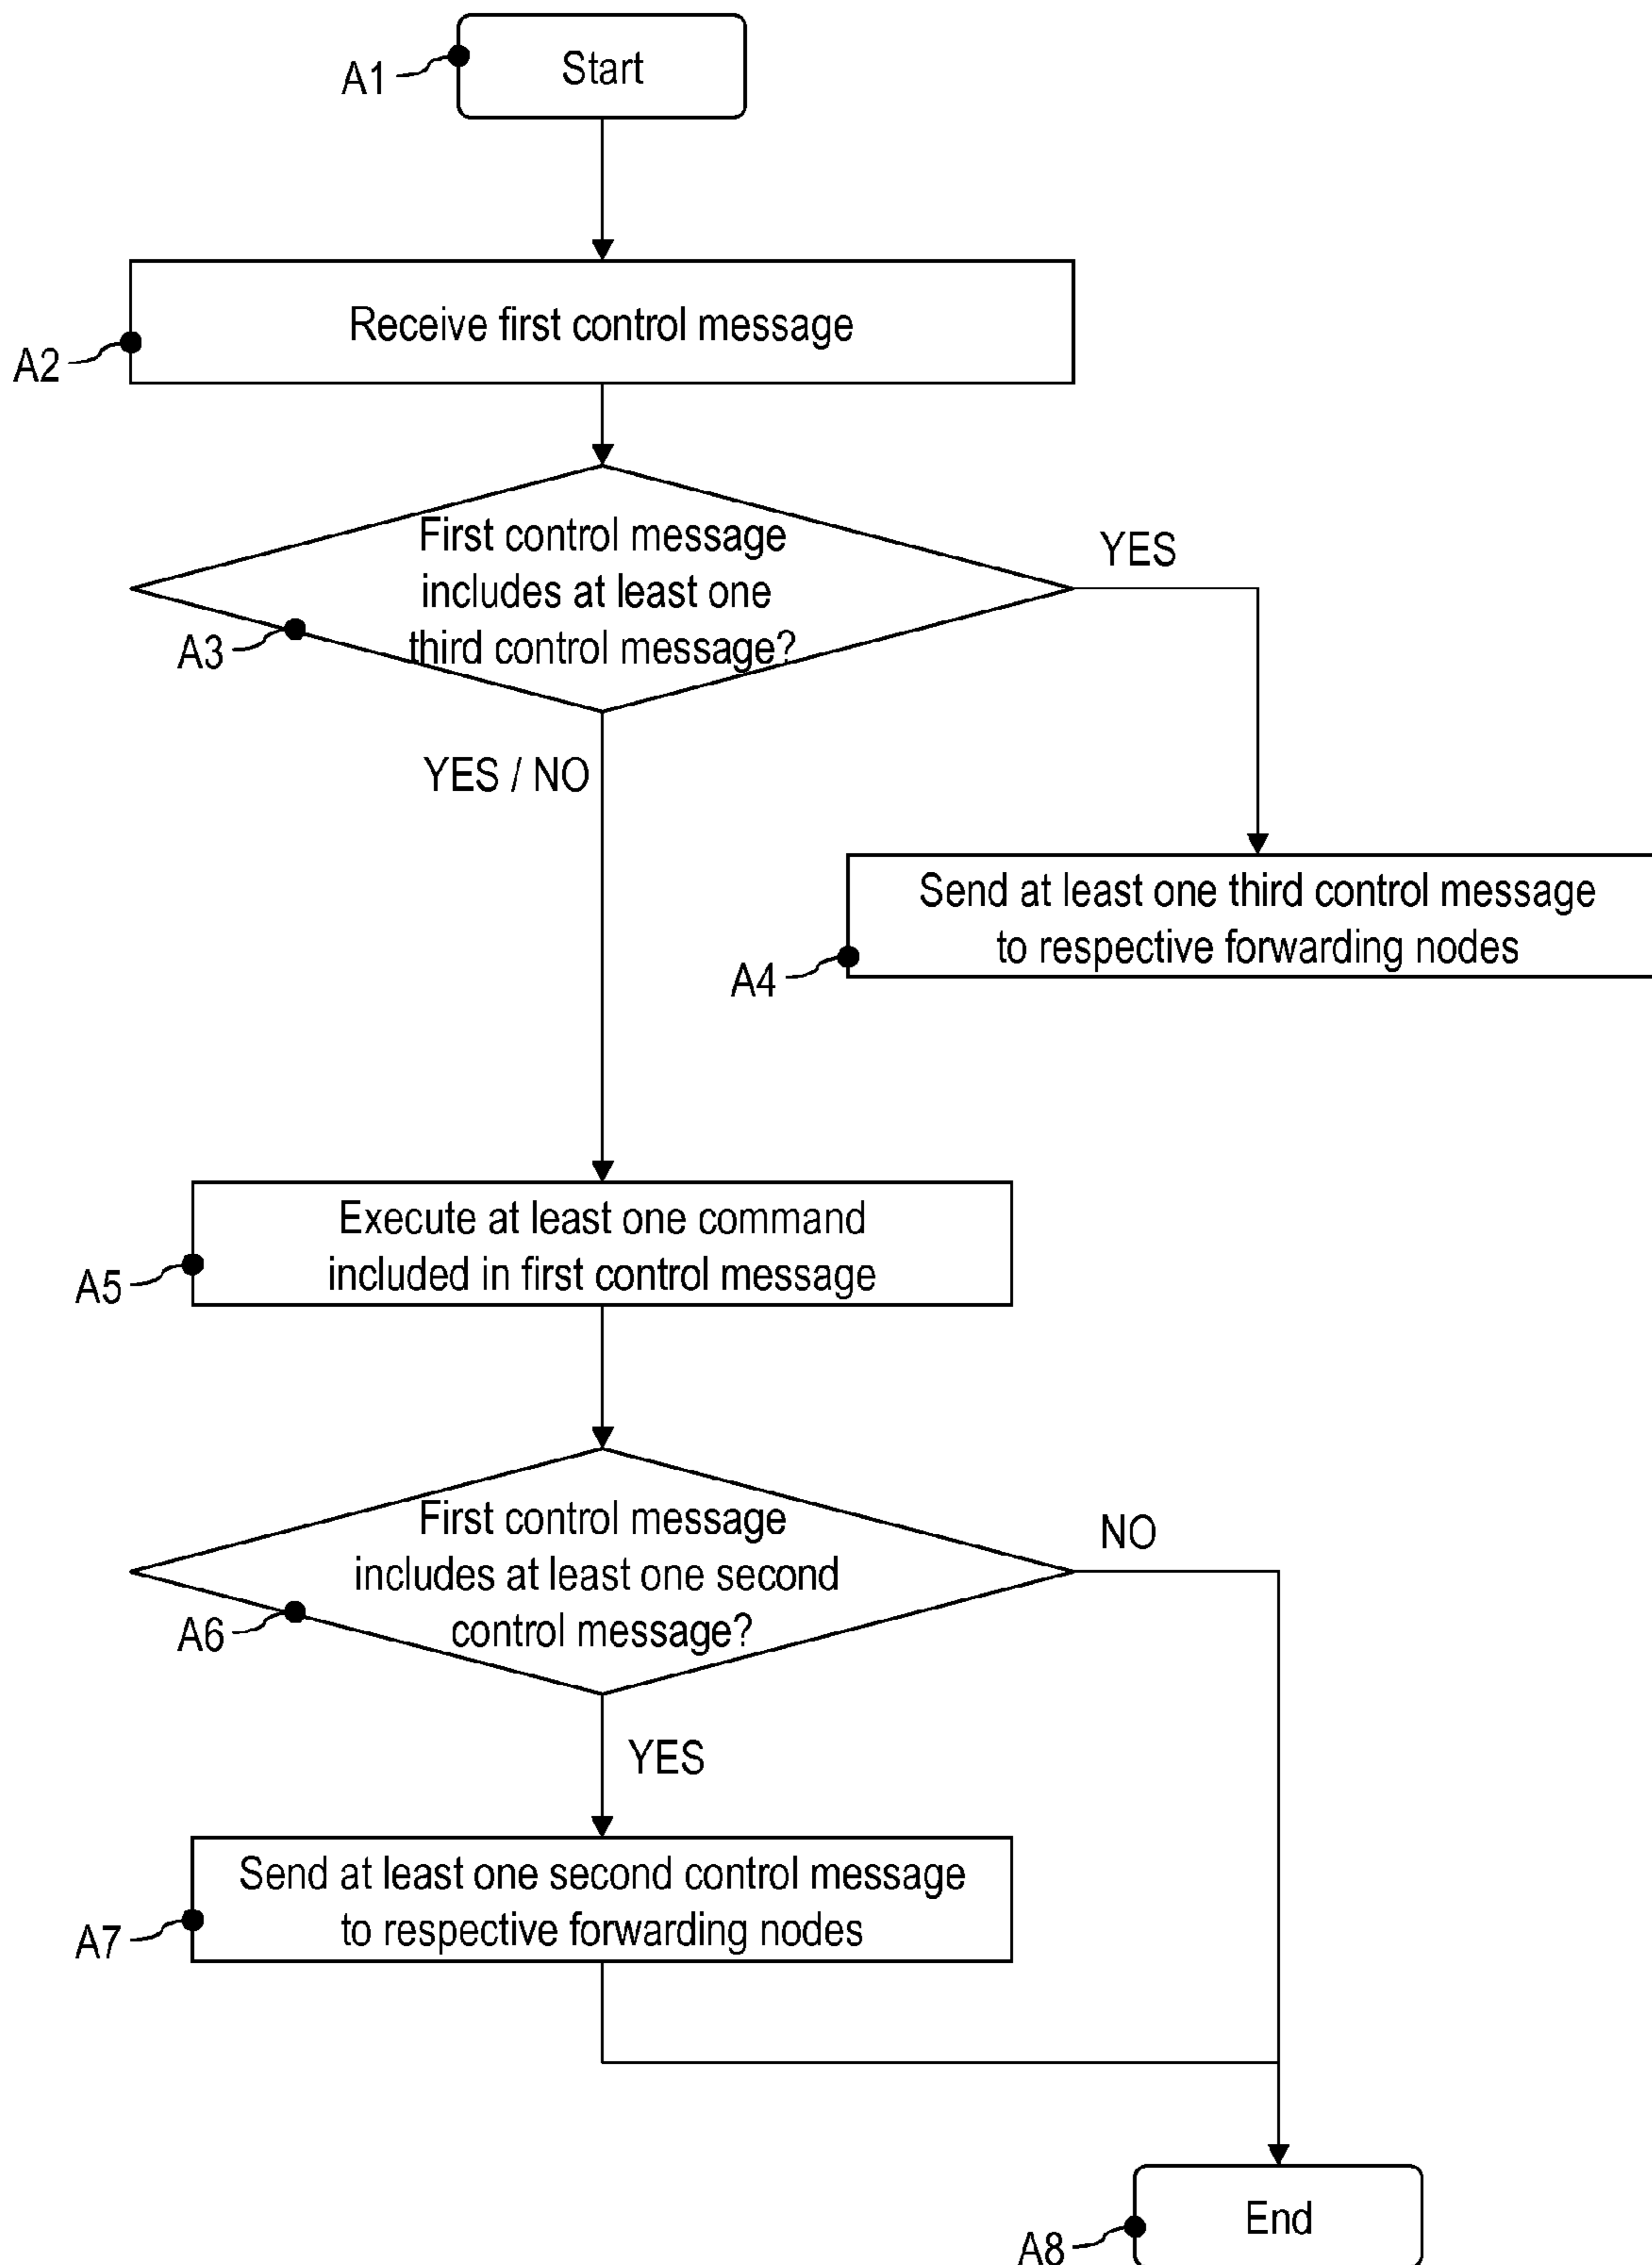 Start
A1
Receive first control message
A2
First control message
includes at least one
third control message?
A3
YES
YES / NO
Send at least one third control message
to respective forwarding nodes
A4
Execute at least one command
included in first control message
A5
First control message
includes at least one second
control message?
A6
NO
YES
Send at least one second control message
to respective forwarding nodes
A7
End
A8